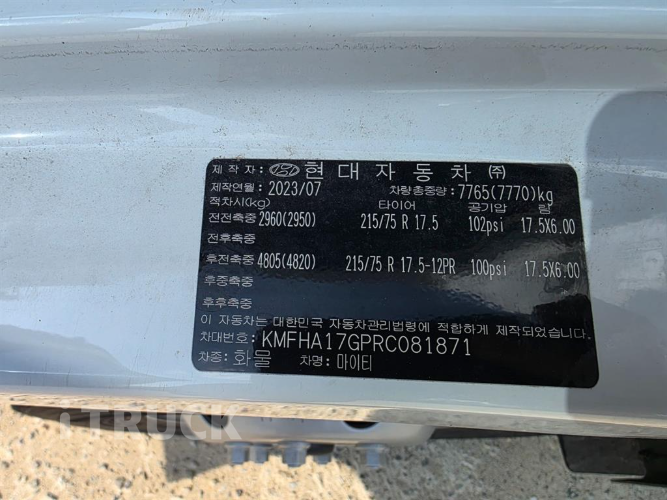 제 작 자 : 현 대 자 동 차 ㈜
제작연월: 2023/07 차량총중량: 7765(7770)kg
적차시(kg) 타이어 공기압 림
전전축중 2960(2950) 215/75 R 17.5 102psi 17.5X6.00
전후축중
후전축중 4805(4820) 215/75 R 17.5-12PR 100psi 17.5X6.00
후중축중
후후축중
이 자동차는 대한민국 자동차관리법령에 적합하게 제작되었습니다.
차대번호: KMFHA17GPRC081871
차종: 화물 차명: 마이티
iTRUCK